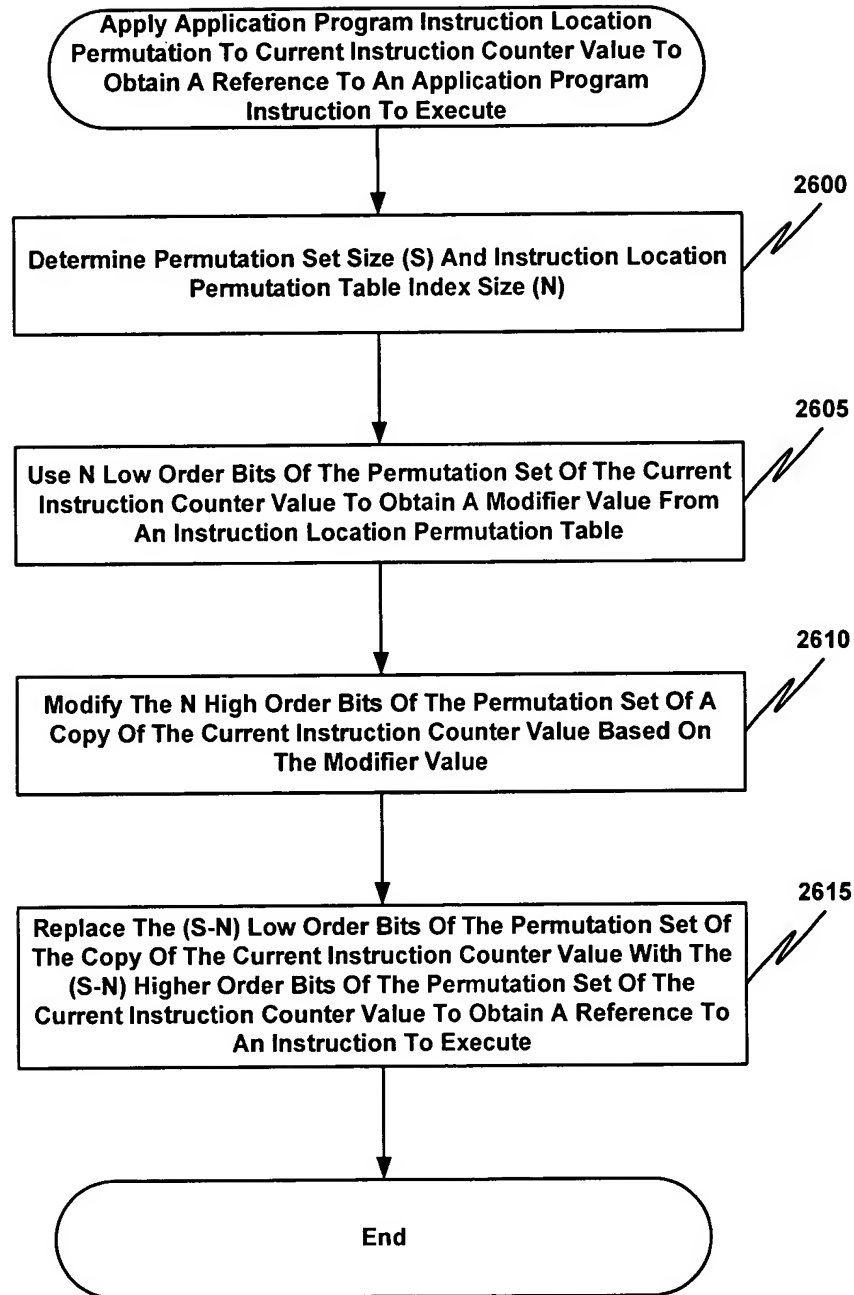 Apply Application Program Instruction Location
Permutation To Current Instruction Counter Value To
Obtain A Reference To An Application Program
Instruction To Execute
2600
Determine Permutation Set Size (S) And Instruction Location
Permutation Table Index Size (N)
2605
Use N Low Order Bits Of The Permutation Set Of The Current
Instruction Counter Value To Obtain A Modifier Value From
An Instruction Location Permutation Table
2610
Modify The N High Order Bits Of The Permutation Set Of A
Copy Of The Current Instruction Counter Value Based On
The Modifier Value
2615
Replace The (S-N) Low Order Bits Of The Permutation Set Of
The Copy Of The Current Instruction Counter Value With The
(S-N) Higher Order Bits Of The Permutation Set Of The
Current Instruction Counter Value To Obtain A Reference To
An Instruction To Execute
End